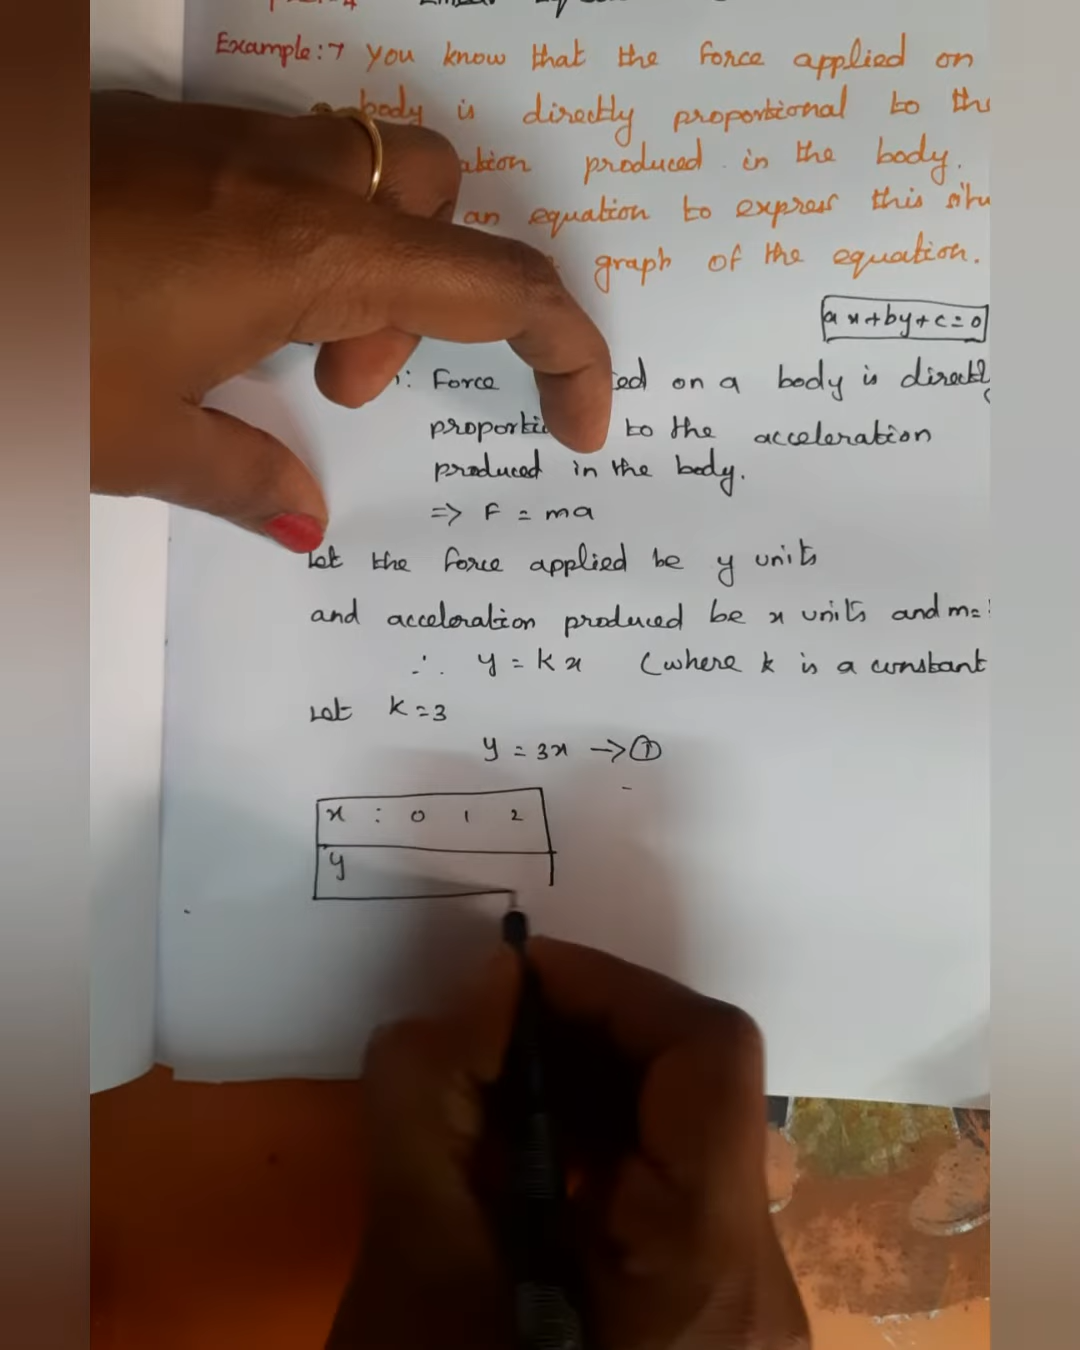 Example:7 You know that the force applied on
body is directly proportional to the
produced in the body.
an equation to express this
graph of the equation.
ax+by+c=0
: Force on a body is directly
to the acceleration
produced in the body.
=> F = ma
Let the force applied be y units
and acceleration produced be x units and m=
∴ y = kx (where k is a constant
Let k=3
y = 3x →①
x : 0 1 2
y